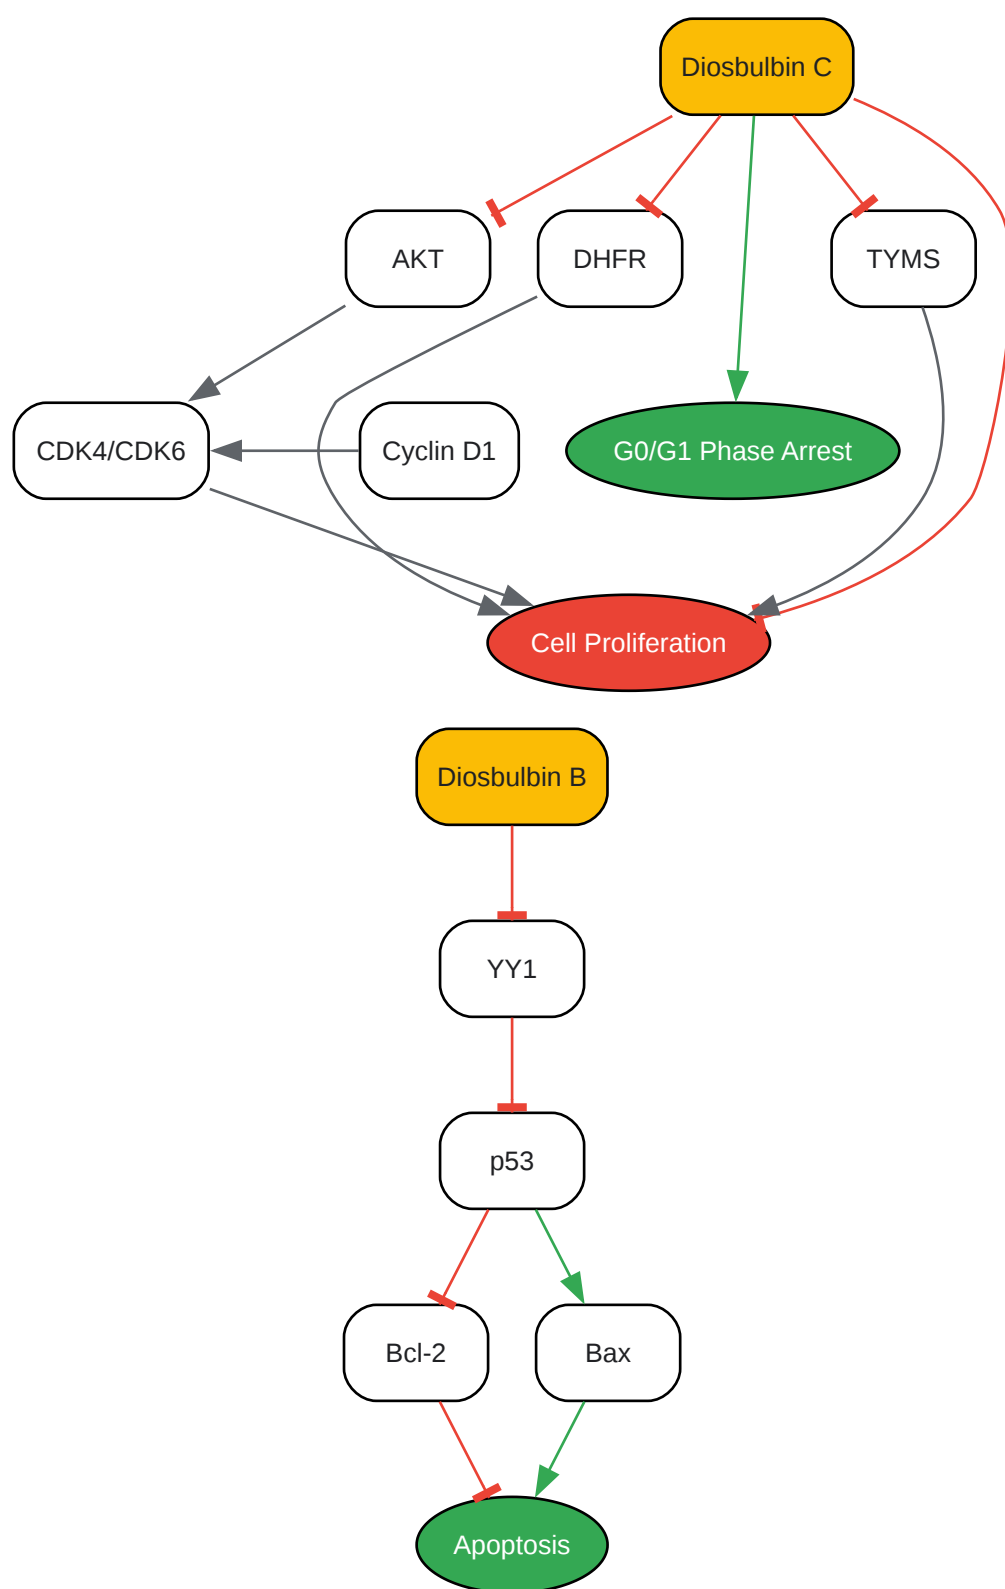 Diosbulbin C
AKT
DHFR
TYMS
CDK4/CDK6
Cyclin D1
G0/G1 Phase Arrest
Cell Proliferation
Diosbulbin B
YY1
p53
Bcl-2
Bax
Apoptosis